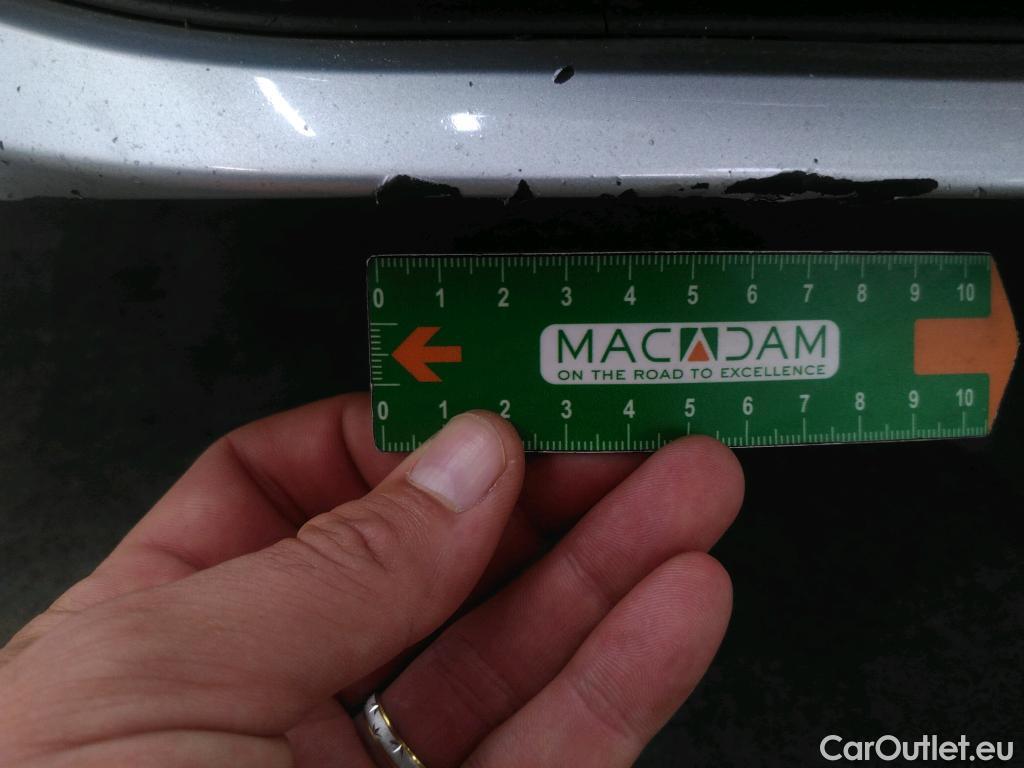 0 1 2 3 4 5 6 7 8 9 10
MACADAM
ON THE ROAD TO EXCELLENCE
0 1 2 3 4 5 6 7 8 9 10
CarOutlet.eu